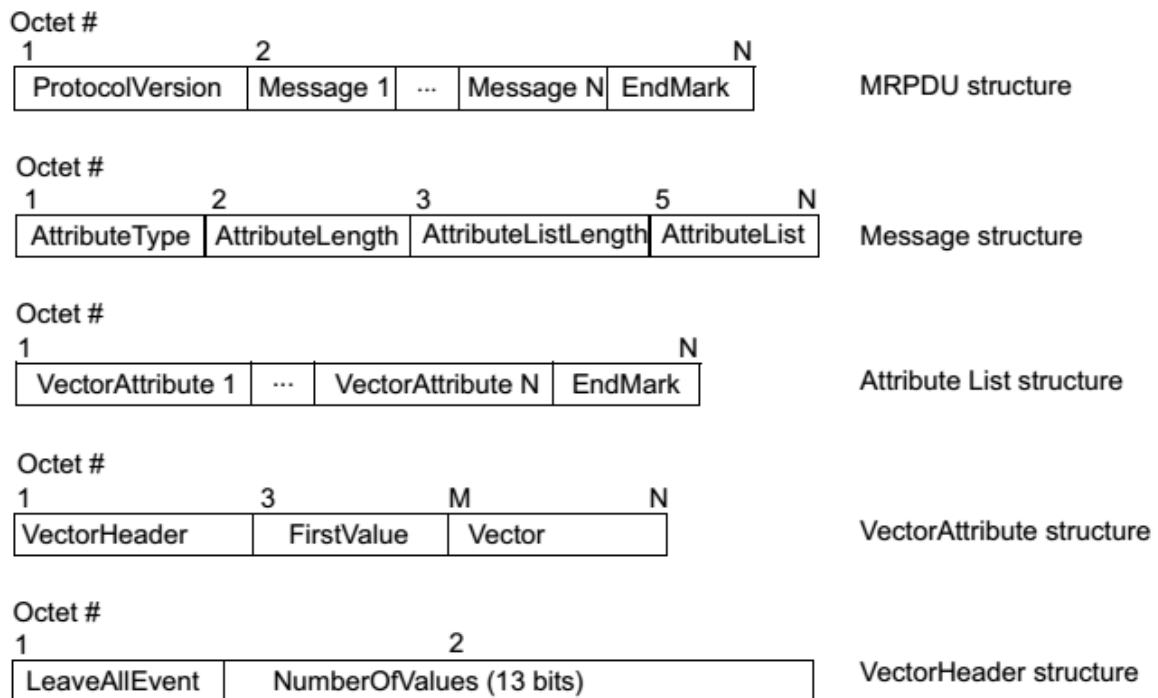 Octet #
1 2 N
ProtocolVersion Message 1 ... Message N EndMark MRPDU structure
Octet #
1 2 3 5 N
AttributeType AttributeLength AttributeListLength AttributeList Message structure
Octet #
1 N
VectorAttribute 1 ... VectorAttribute N EndMark Attribute List structure
Octet #
1 3 M N
VectorHeader FirstValue Vector VectorAttribute structure
Octet #
1 2
LeaveAllEvent NumberOfValues (13 bits) VectorHeader structure